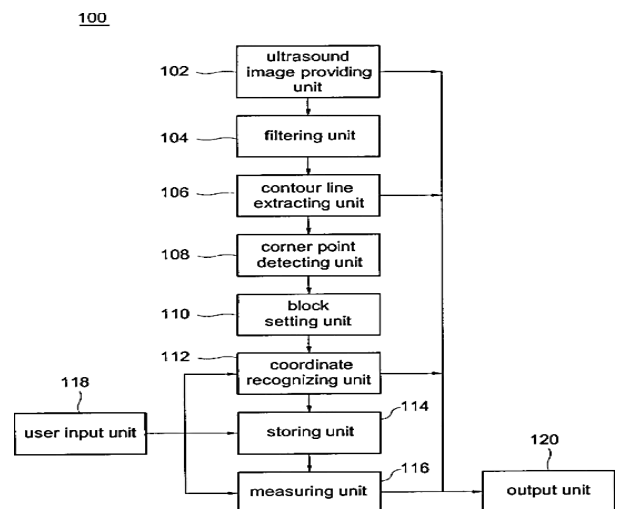 100
102
ultrasound
image providing
unit
104
filtering unit
106
contour line
extracting unit
108
corner point
detecting unit
110
block
setting unit
112
coordinate
recognizing unit
118
user input unit
114
storing unit
116
measuring unit
120
output unit